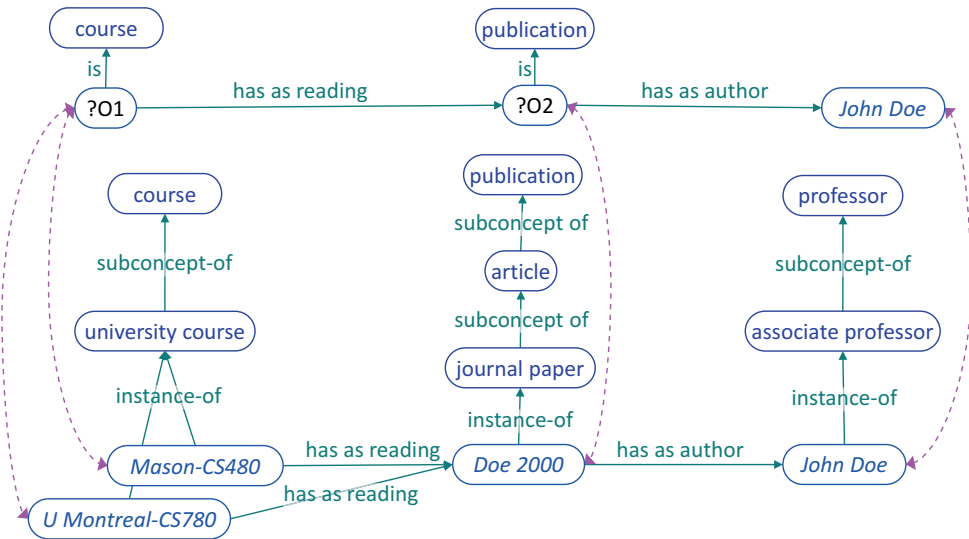 course
publication
is
is
?O1
has as reading
?O2
has as author
John Doe
course
publication
professor
subconcept-of
subconcept of
subconcept-of
article
university course
subconcept of
associate professor
journal paper
instance-of
instance-of
instance-of
Mason-CS480
has as reading
Doe 2000
has as author
John Doe
has as reading
U Montreal-CS780